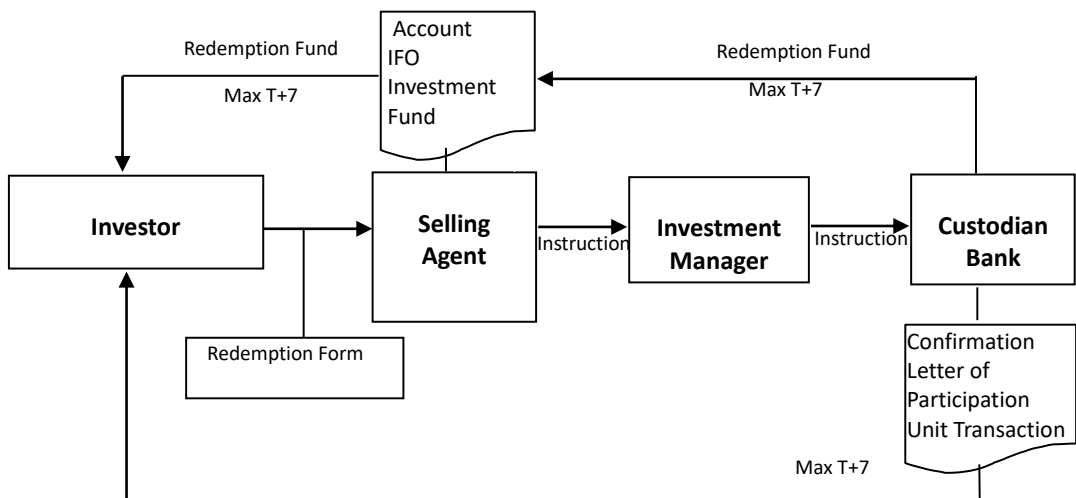 Account
IFO
Investment
Fund
Redemption Fund
Max T+7
Redemption Fund
Max T+7
Investor
Selling
Agent
Instruction
Investment
Manager
Instruction
Custodian
Bank
Redemption Form
Confirmation
Letter of
Participation
Unit Transaction
Max T+7